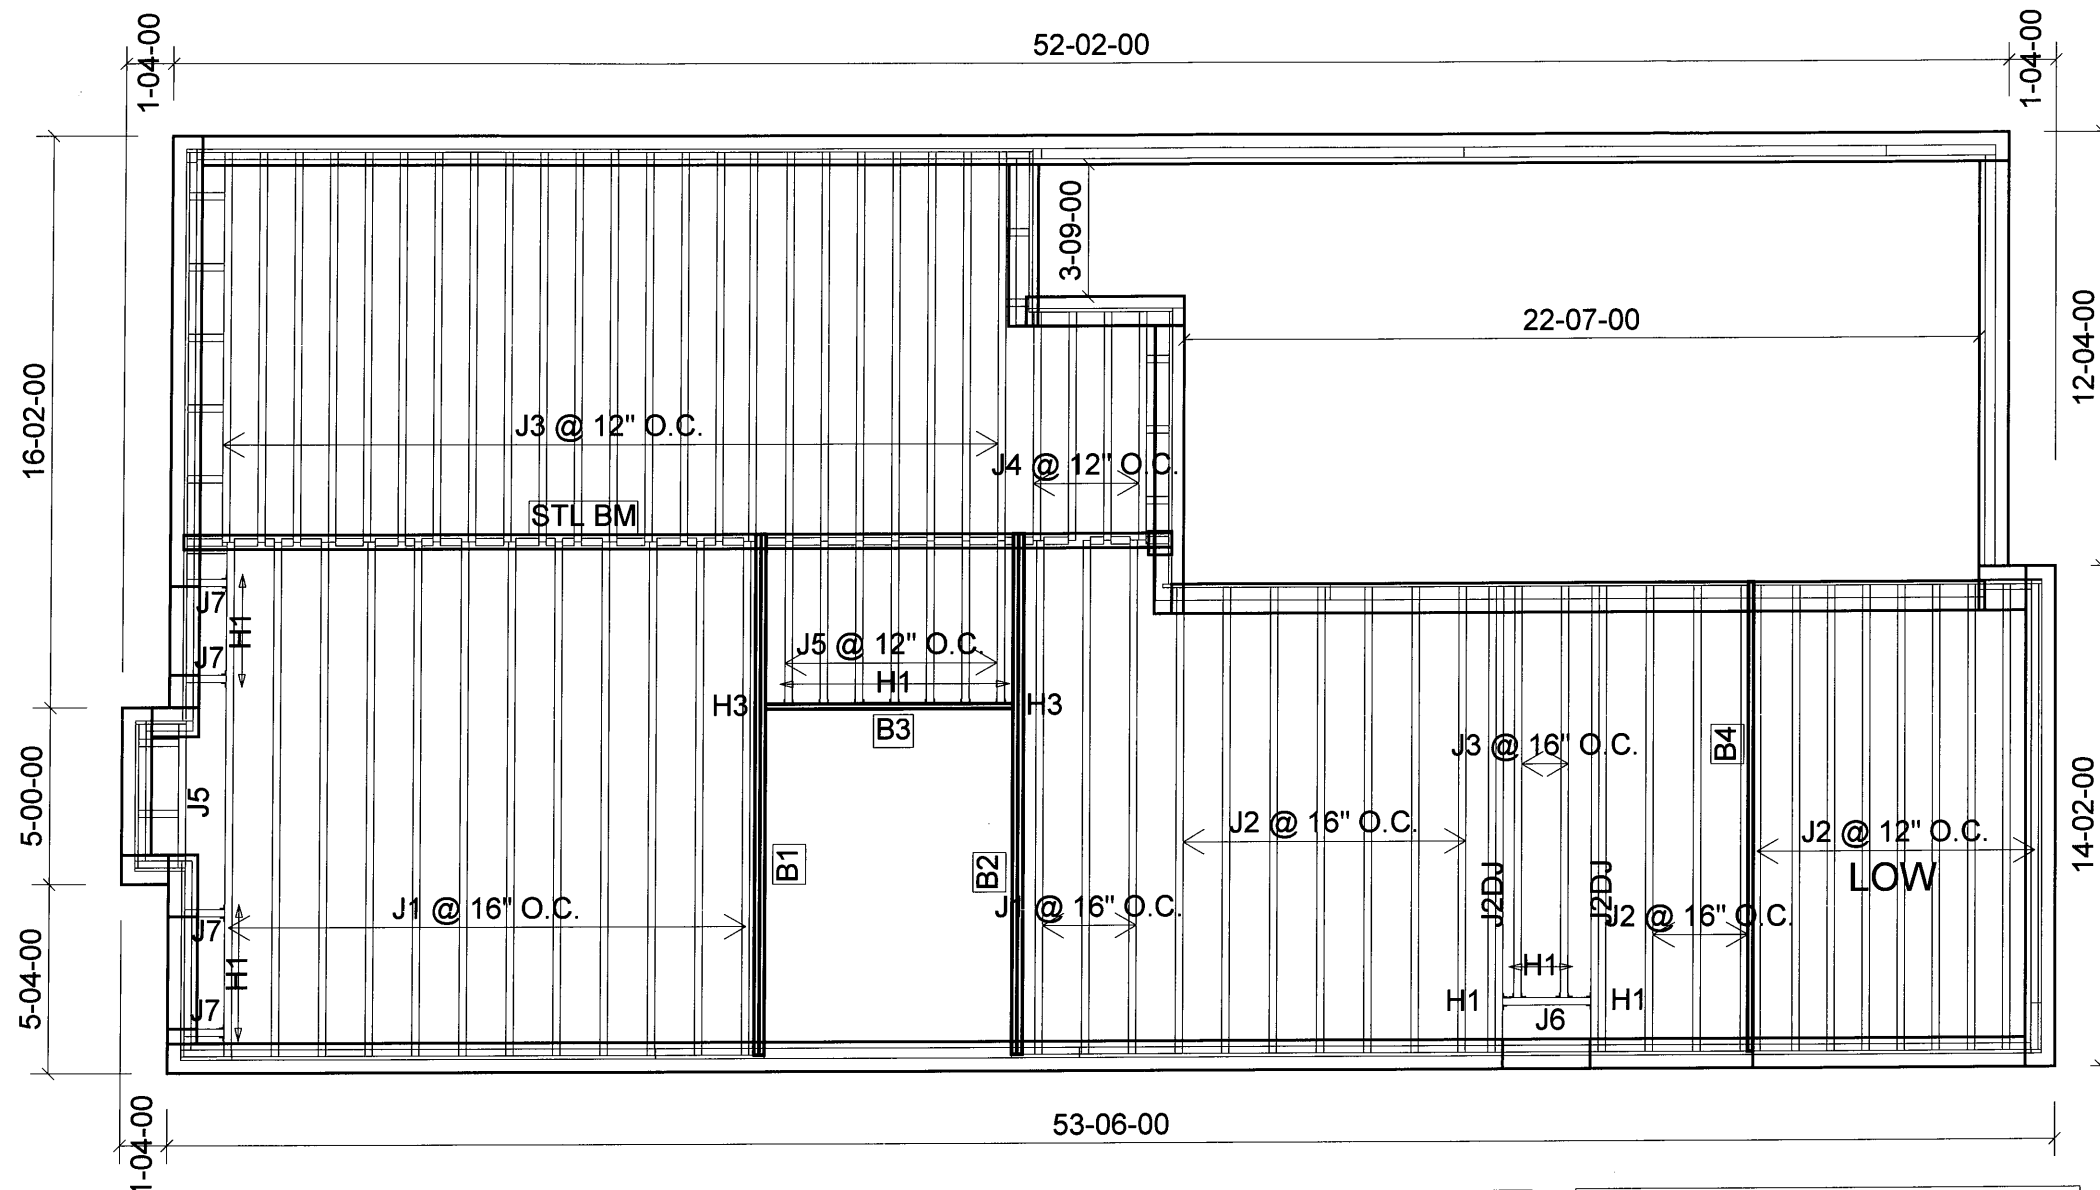 52-02-00
1-04-00
1-04-00
3-09-00
22-07-00
12-04-00
16-02-00
J3 @ 12" O.C.
J4 @ 12" O.C.
STL BM
J7
H1
J7
J5 @ 12" O.C.
H1
H3
H3
B3
B4
J3 @ 16" O.C.
5-00-00
J5
J2 @ 16" O.C.
J2 @ 12" O.C.
LOW
14-02-00
B1
B2
J2DJ
J2DJ
J1 @ 16" O.C.
J1 @ 16" O.C.
J2 @ 16" O.C.
J7
H1
J7
5-04-00
H1
H1
H1
J6
53-06-00
1-04-00